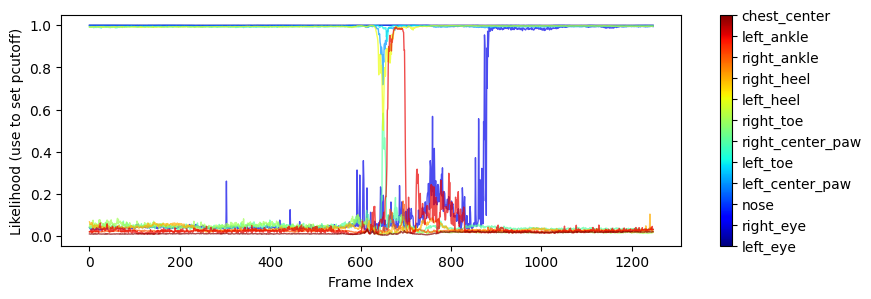 Likelihood (use to set pcutoff)
1.0
0.8
0.6
0.4
0.2
0.0
0
200
400
600
800
1000
1200
Frame Index
chest_center
left_ankle
right_ankle
right_heel
left_heel
right_toe
right_center_paw
left_toe
left_center_paw
nose
right_eye
left_eye